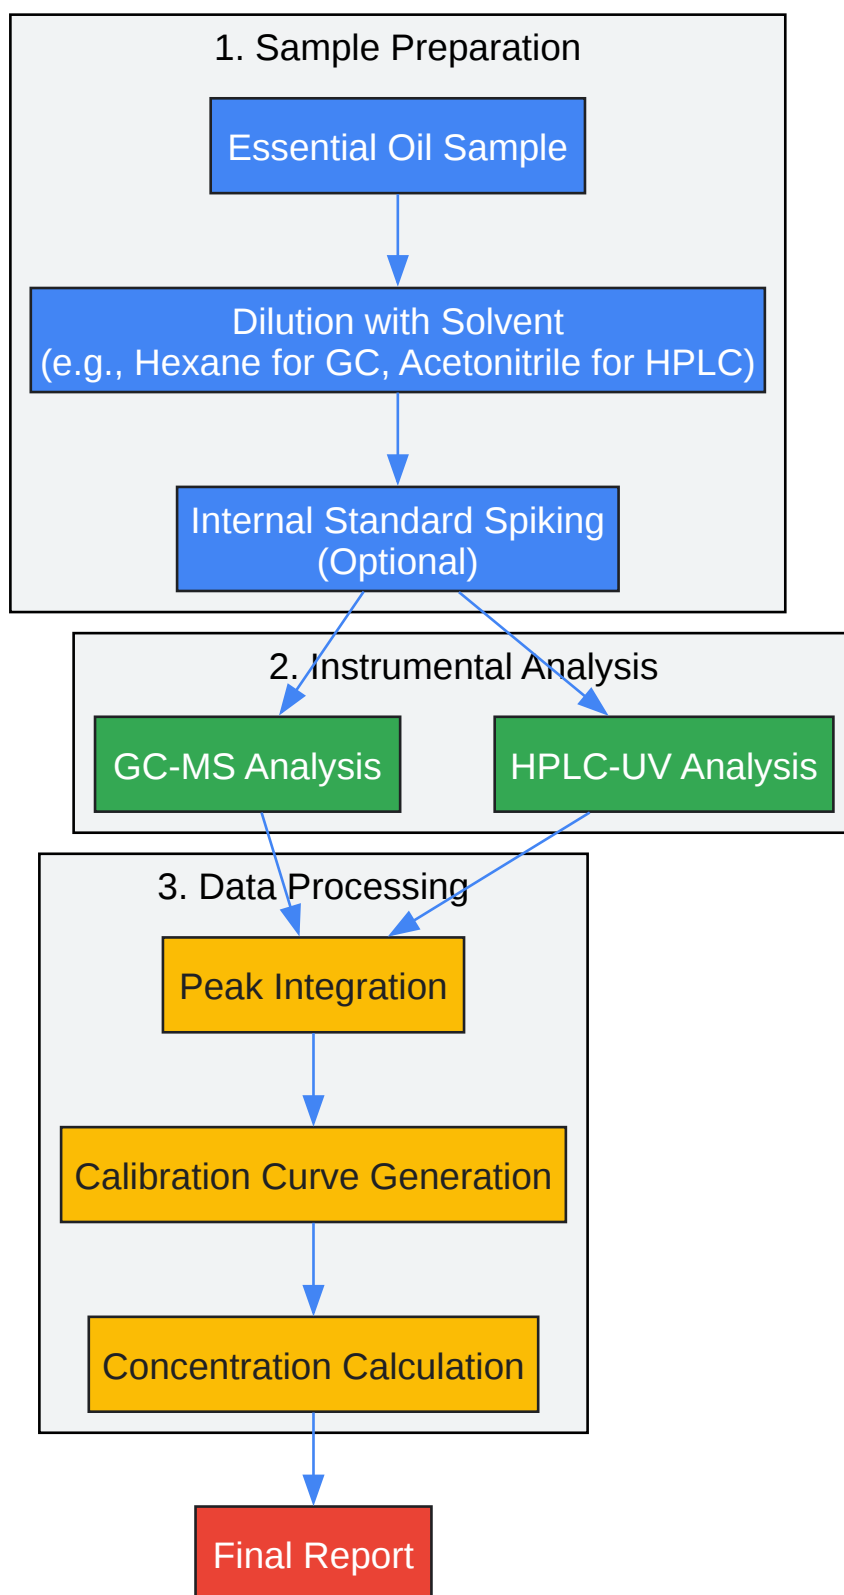 1. Sample Preparation
Essential Oil Sample
Dilution with Solvent
(e.g., Hexane for GC, Acetonitrile for HPLC)
Internal Standard Spiking
(Optional)
2. Instrumental Analysis
GC-MS Analysis
HPLC-UV Analysis
3. Data Processing
Peak Integration
Calibration Curve Generation
Concentration Calculation
Final Report